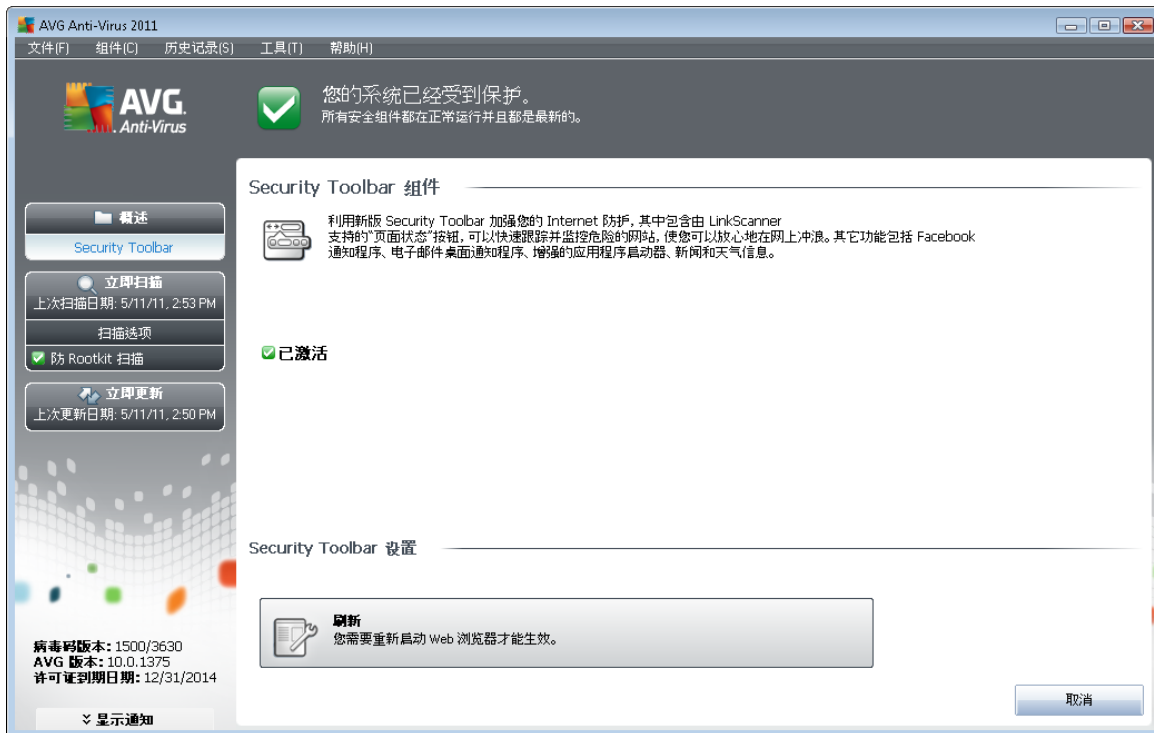 AVG Anti-Virus 2011
文件(F) 组件(C) 历史记录(S) 工具(T) 帮助(H)
AVG.
Anti-Virus
您的系统已经受到保护。
所有安全组件都在正常运行并且都是最新的。
概述
Security Toolbar
立即扫描
上次扫描日期: 5/11/11, 2:53 PM
扫描选项
防 Rootkit 扫描
立即更新
上次更新日期: 5/11/11, 2:50 PM
病毒码版本: 1500/3630
AVG 版本: 10.0.1375
许可证到期日期: 12/31/2014
显示通知
Security Toolbar 组件
利用新版 Security Toolbar 加强您的 Internet 防护, 其中包含由 LinkScanner
支持的“页面状态”按钮, 可以快速跟踪并监控危险的网站, 使您可以放心地在网上冲浪。其它功能包括 Facebook
通知程序、电子邮件桌面通知程序、增强的应用程序启动器、新闻和天气信息。
已激活
Security Toolbar 设置
刷新
您需要重新启动 Web 浏览器才能生效。
取消